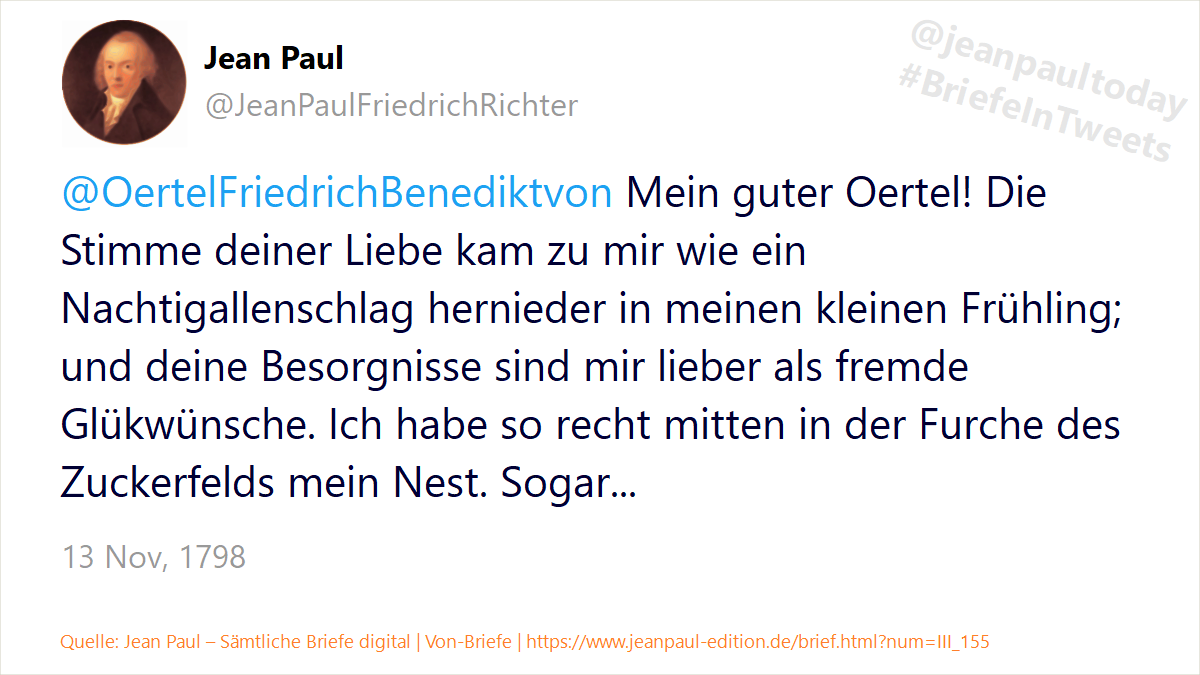 Jean Paul
@JeanPaulFriedrichRichter
@jeanpaultoday
#BriefeInTweets
@OertelFriedrichBenediktvon Mein guter Oertel! Die
Stimme deiner Liebe kam zu mir wie ein
Nachtigallenschlag hernieder in meinen kleinen Frühling;
und deine Besorgnisse sind mir lieber als fremde
Glükwünsche. Ich habe so recht mitten in der Furche des
Zuckerfelds mein Nest. Sogar...
13 Nov, 1798
Quelle: Jean Paul – Sämtliche Briefe digital | Von-Briefe | https://www.jeanpaul-edition.de/brief.html?num=III_155